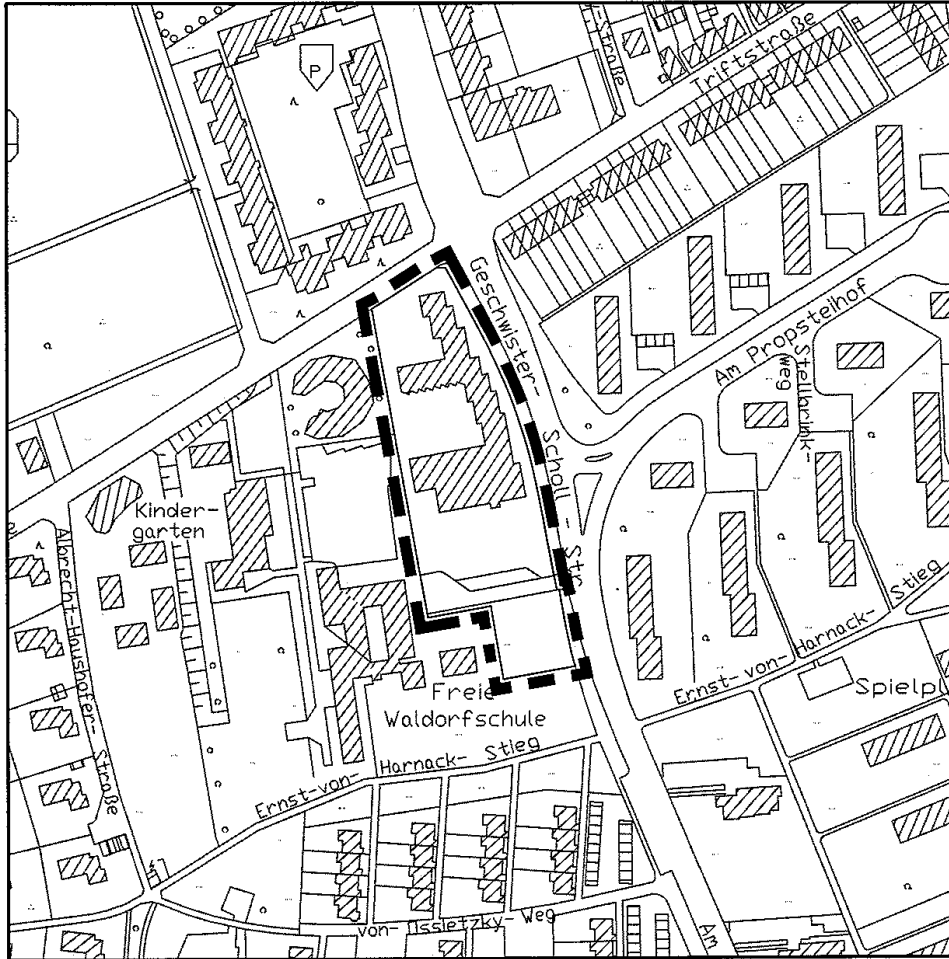 P
-Straße
Triftstraße
Geschwister-
Scholl - Str.
Am Propsteihof
Stellbrink-
weg
Kinder-
garten
Albrecht-Haushofer- Straße
Ernst-von- Harnack- Stieg
Spielpl
Freie
Waldorfschule
Ernst-von- Harnack- Stieg
von- Ossietzky- Weg
Am